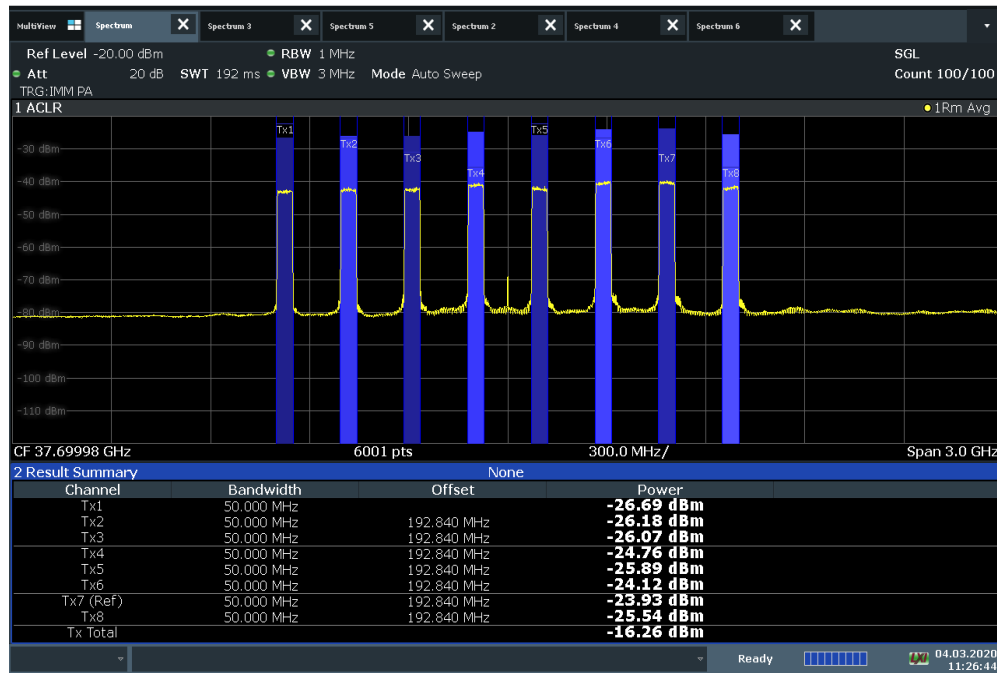 MultiView Spectrum X Spectrum 3 X Spectrum 5 X Spectrum 2 X Spectrum 4 X Spectrum 6 X
Ref Level -20.00 dBm RBW 1 MHz SGL
Att 20 dB SWT 192 ms VBW 3 MHz Mode Auto Sweep Count 100/100
TRG:IMM PA
1 ACLR 1Rm Avg
Tx1 Tx5
Tx2 Tx6
-30 dBm
Tx3 Tx7
Tx4 Tx8
-40 dBm
-50 dBm
-60 dBm
-70 dBm
-80 dBm
-90 dBm
-100 dBm
-110 dBm
CF 37.69998 GHz 6001 pts 300.0 MHz/ Span 3.0 GHz
2 Result Summary None
Channel Bandwidth Offset Power
Tx1 50.000 MHz -26.69 dBm
Tx2 50.000 MHz 192.840 MHz -26.18 dBm
Tx3 50.000 MHz 192.840 MHz -26.07 dBm
Tx4 50.000 MHz 192.840 MHz -24.76 dBm
Tx5 50.000 MHz 192.840 MHz -25.89 dBm
Tx6 50.000 MHz 192.840 MHz -24.12 dBm
Tx7 (Ref) 50.000 MHz 192.840 MHz -23.93 dBm
Tx8 50.000 MHz 192.840 MHz -25.54 dBm
Tx Total -16.26 dBm
Ready LXI 04.03.2020
11:26:44